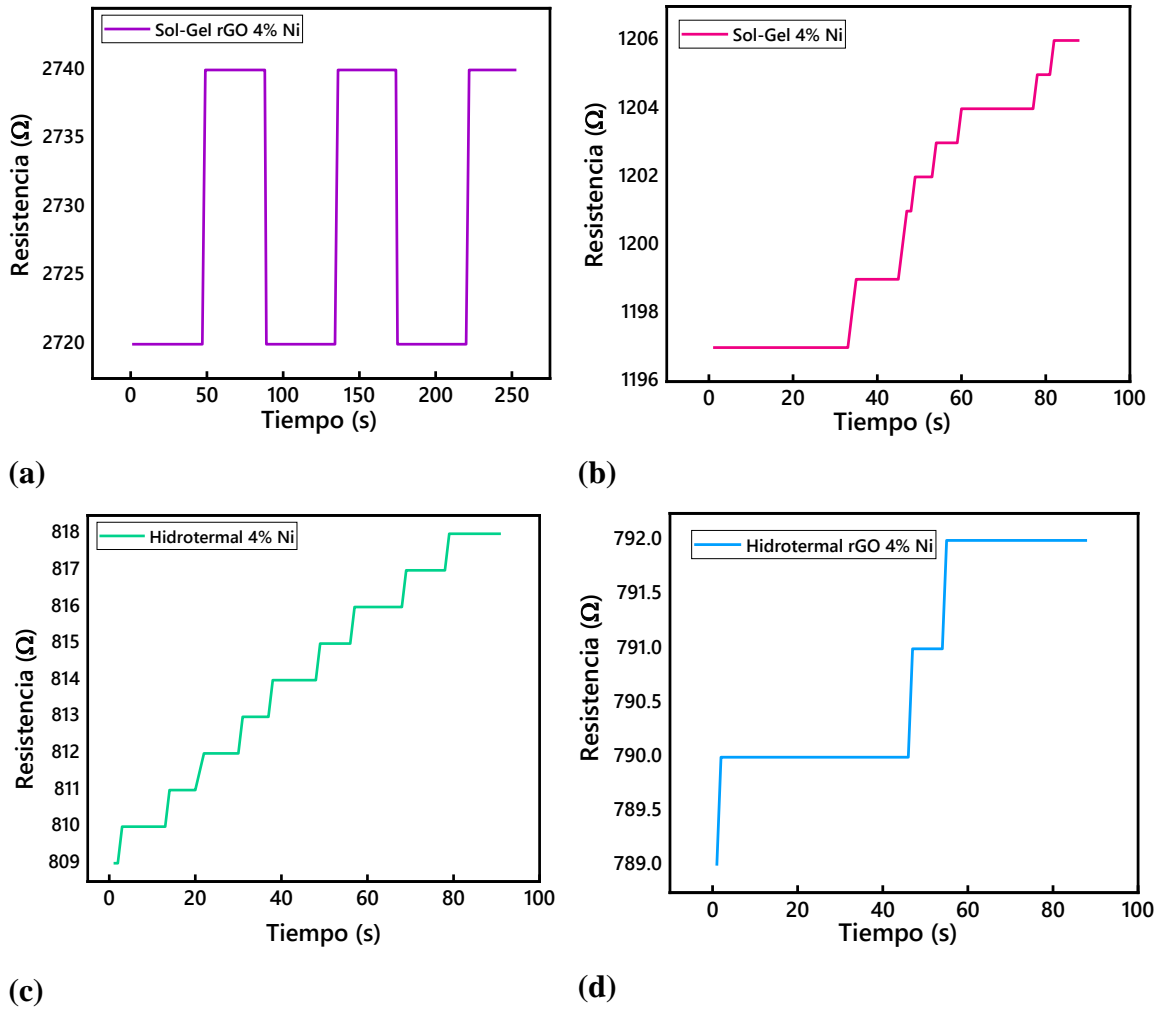 Sol-Gel rGO 4% Ni
2740
2735
2730
2725
2720
Resistencia (Ω)
0 50 100 150 200 250
Tiempo (s)
(a)
Sol-Gel 4% Ni
1206
1204
1202
1200
1198
1196
Resistencia (Ω)
0 20 40 60 80 100
Tiempo (s)
(b)
Hidrotermal 4% Ni
818
817
816
815
814
813
812
811
810
809
Resistencia (Ω)
0 20 40 60 80 100
Tiempo (s)
(c)
Hidrotermal rGO 4% Ni
792.0
791.5
791.0
790.5
790.0
789.5
789.0
Resistencia (Ω)
0 20 40 60 80 100
Tiempo (s)
(d)